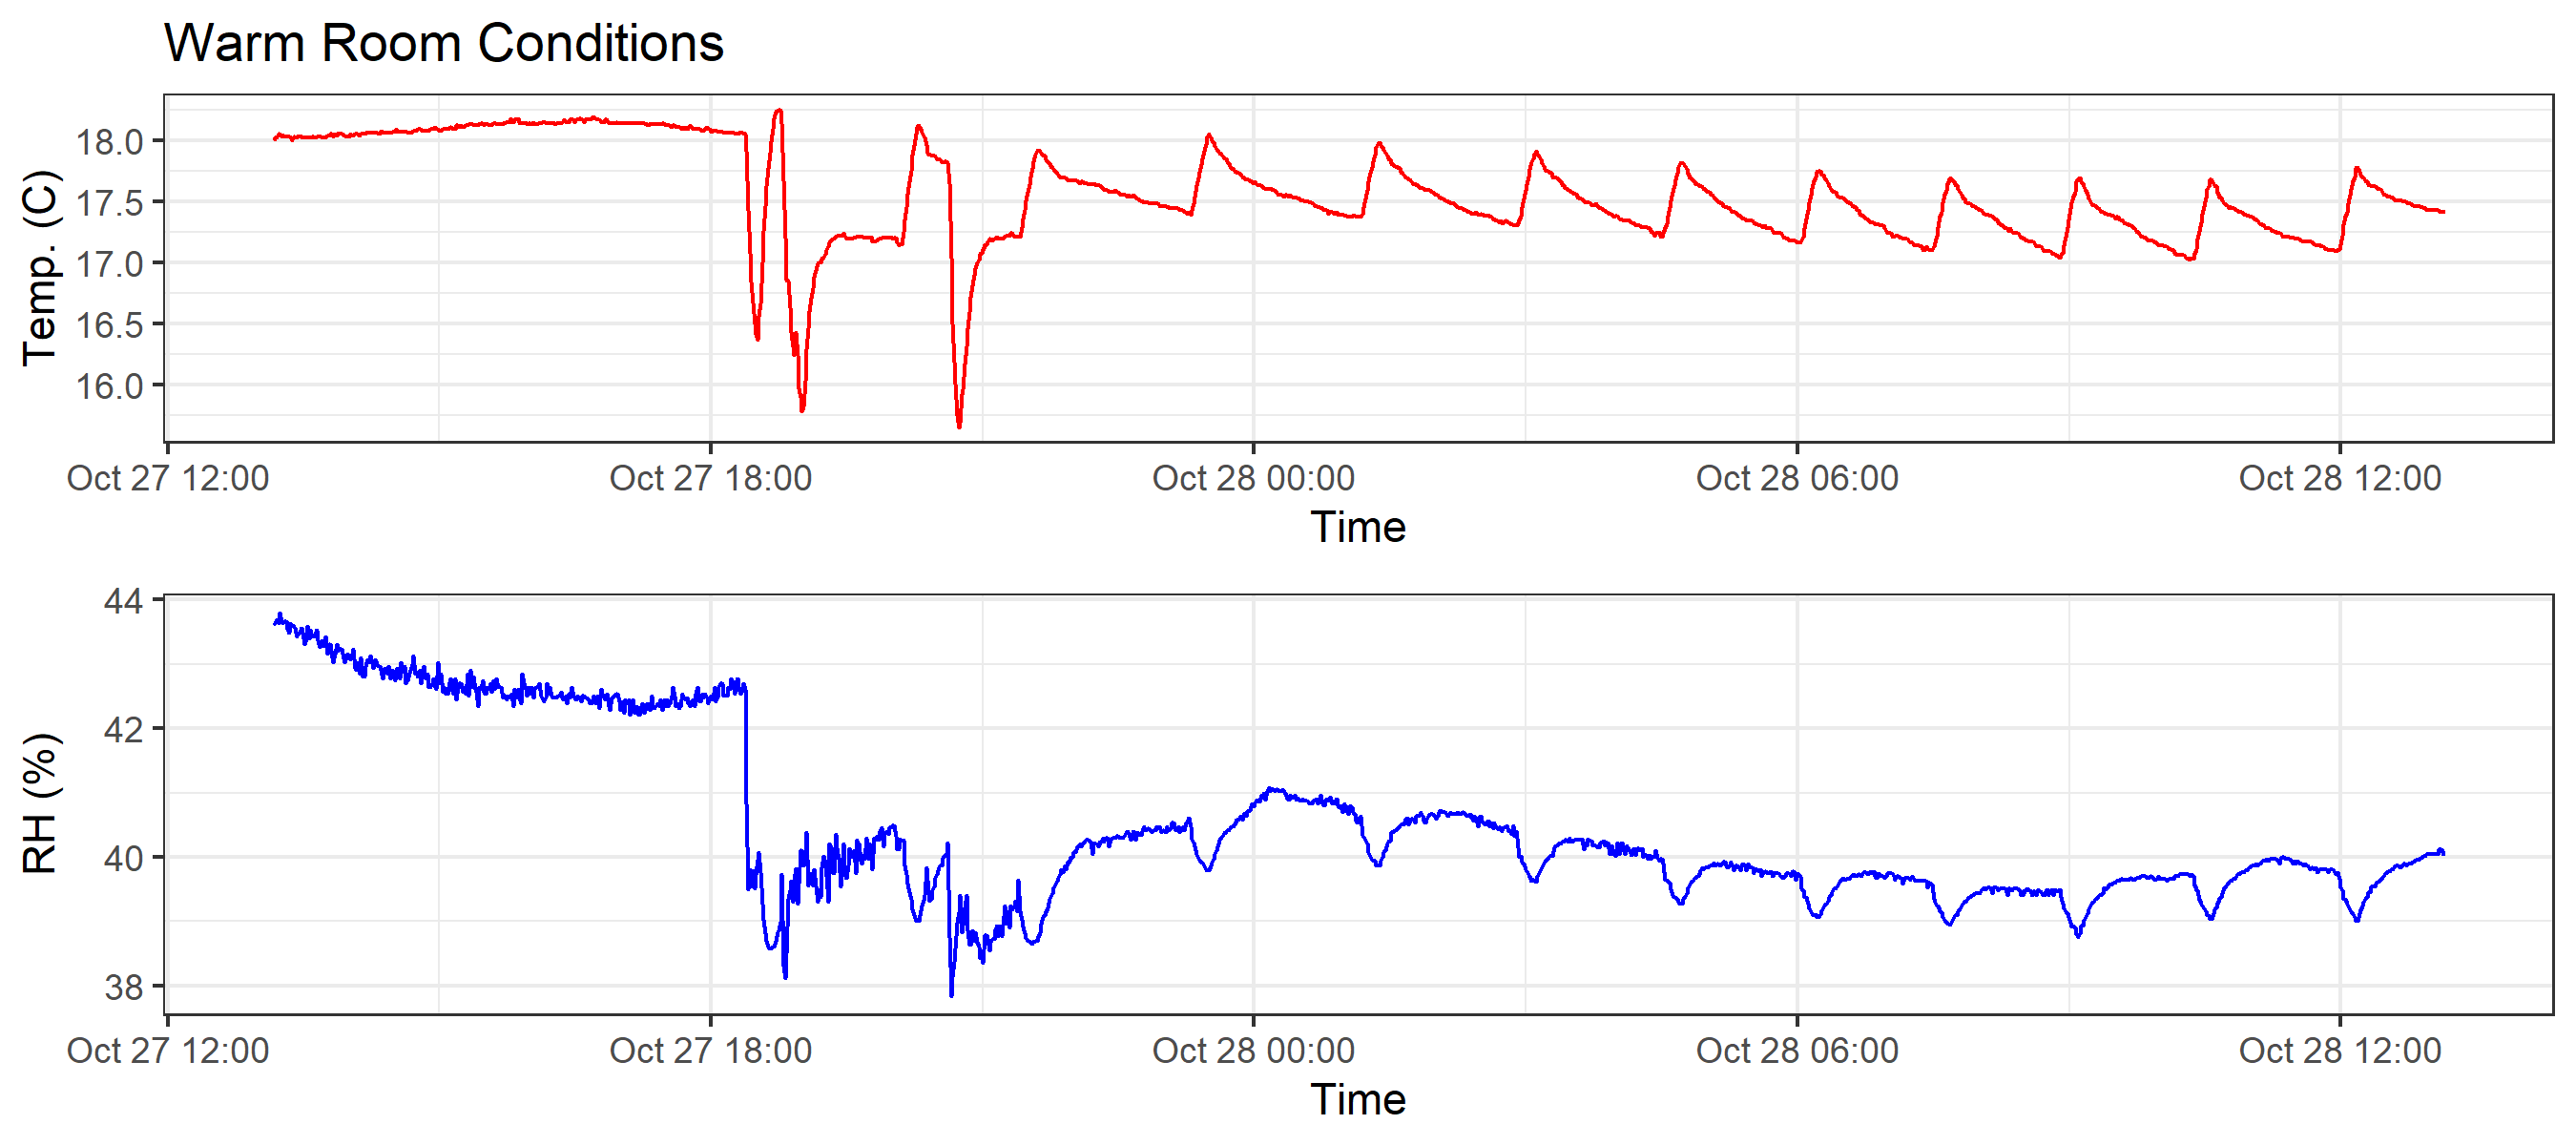 Warm Room Conditions
Temp. (C)
18.0
17.5
17.0
16.5
16.0
Oct 27 12:00 Oct 27 18:00 Oct 28 00:00 Oct 28 06:00 Oct 28 12:00
Time
RH (%)
44
42
40
38
Oct 27 12:00 Oct 27 18:00 Oct 28 00:00 Oct 28 06:00 Oct 28 12:00
Time